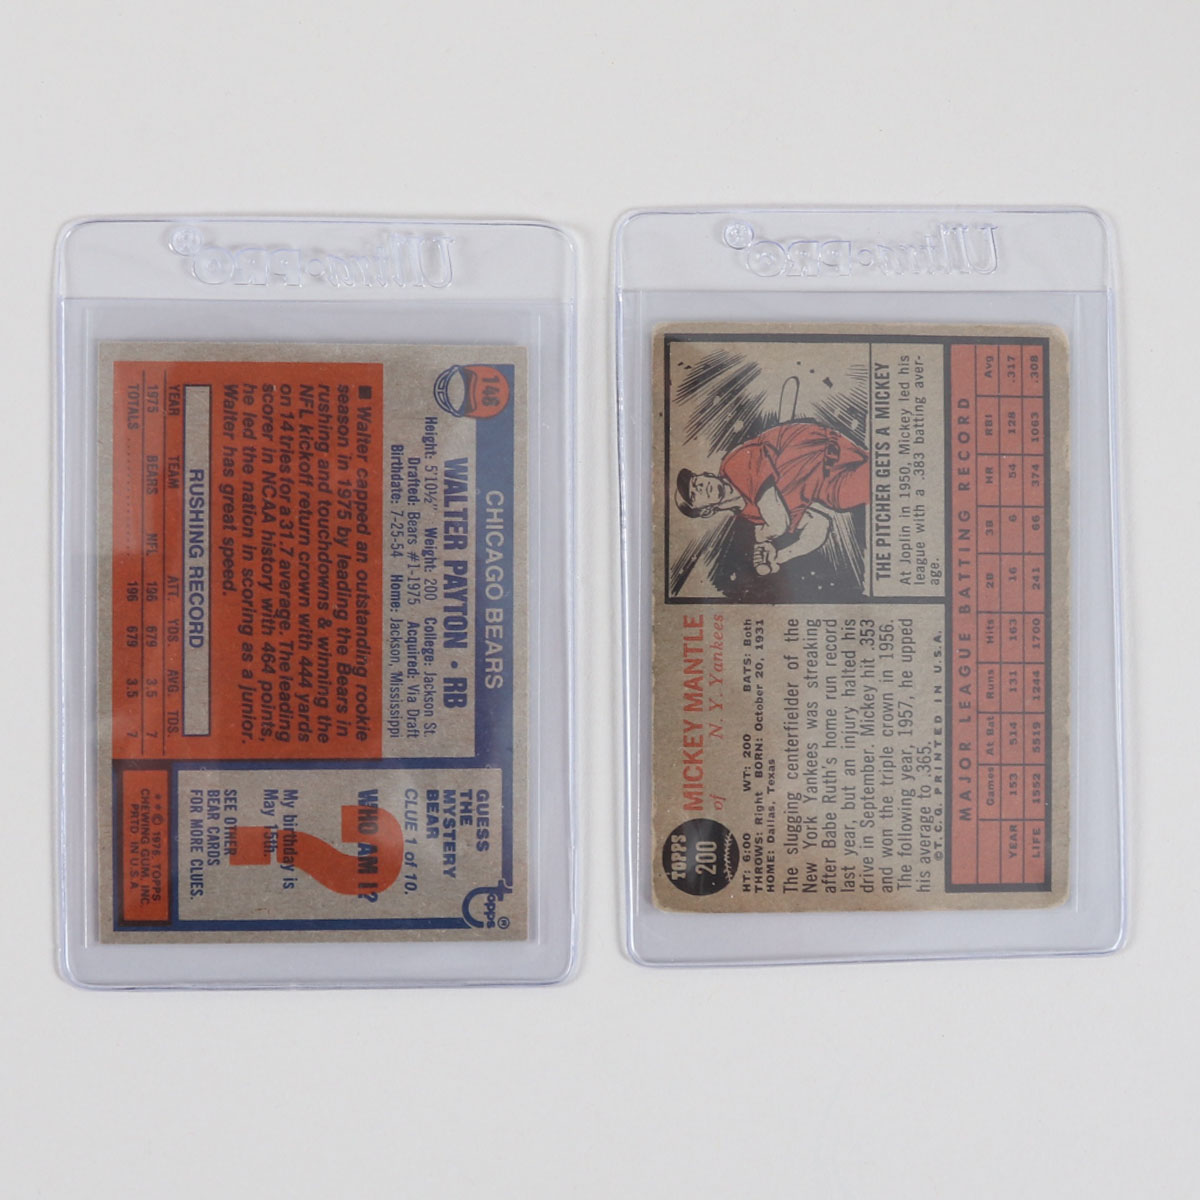 Ultra·PRO®
148
CHICAGO BEARS
WALTER PAYTON • RB
Height: 5'10½" Weight: 200 College: Jackson St.
Drafted: Bears #1-1975 Acquired: Via Draft
Birthdate: 7-25-54 Home: Jackson, Mississippi
■ Walter capped an outstanding rookie
season in 1975 by leading the Bears in
rushing and touchdowns & winning the
NFL kickoff return crown with 444 yards
on 14 tries for a 31.7 average. The leading
scorer in NCAA history with 464 points,
he led the nation in scoring as a junior.
Walter has great speed.
RUSHING RECORD
YEAR TEAM ATT. YDS. AVG. TDS.
1975 BEARS NFL 196 679 3.5 7
TOTALS 196 679 3.5 7
GUESS
THE
MYSTERY
BEAR
CLUE 1 of 10.
WHO AM I?
My birthday is
May 15th.
SEE OTHER
BEAR CARDS
FOR MORE CLUES.
topps®
** © 1976 TOPPS
CHEWING GUM, INC.
PRTD. IN U.S.A.
Ultra·PRO®
TOPPS
200
MICKEY MANTLE
of N. Y. Yankees
HT: 6:00 WT: 200 BATS: Both
THROWS: Right BORN: October 20, 1931
HOME: Dallas, Texas
The slugging centerfielder of the
New York Yankees was streaking
after Babe Ruth's home run record
last year, but an injury halted his
drive in September. Mickey hit .353
and won the triple crown in 1956.
The following year, 1957, he upped
his average to .365.
©T.C.G. PRINTED IN U.S.A.
THE PITCHER GETS A MICKEY
At Joplin in 1950, Mickey led his
league with a .383 batting aver-
age.
MAJOR LEAGUE BATTING RECORD
Games At Bat Runs Hits 2B 3B HR RBI Avg
YEAR 153 514 131 163 16 6 54 128 .317
LIFE 1552 5519 1244 1700 241 66 374 1063 .308